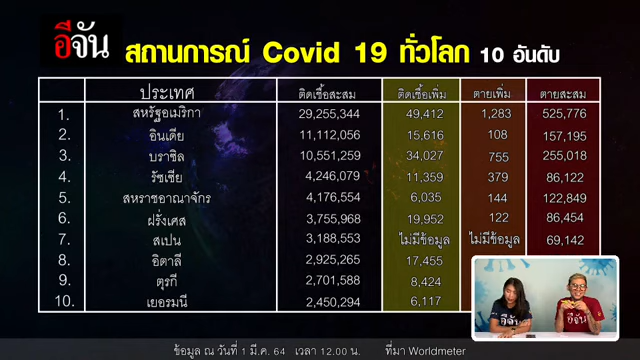 อีจัน
สถานการณ์ Covid 19 ทั่วโลก 10 อันดับ
ประเทศ ติดเชื้อสะสม ติดเชื้อเพิ่ม ตายเพิ่ม ตายสะสม
1. สหรัฐอเมริกา 29,255,344 49,412 1,283 525,776
2. อินเดีย 11,112,056 15,616 108 157,195
3. บราซิล 10,551,259 34,027 755 255,018
4. รัซเซีย 4,246,079 11,359 379 86,122
5. สหราชอาณาจักร 4,176,554 6,035 144 122,849
6. ฝรั่งเศส 3,755,968 19,952 122 86,454
7. สเปน 3,188,553 ไม่มีข้อมูล ไม่มีข้อมูล 69,142
8. อิตาลี 2,925,265 17,455
9. ตุรกี 2,701,588 8,424
10. เยอรมนี 2,450,294 6,117
อีจัน
อีจัน
ข้อมูล ณ วันที่ 1 มี.ค. 64 เวลา 12.00 น. ที่มา Worldmeter